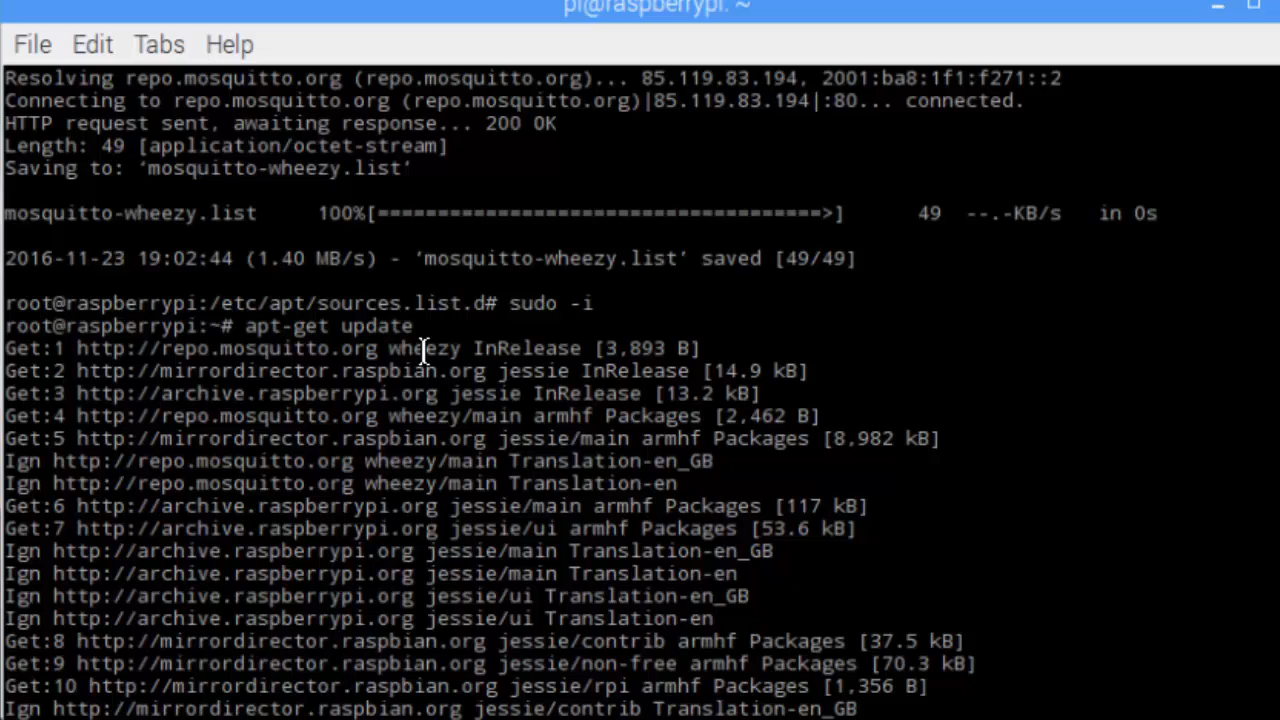 pi@raspberrypi: ~
File Edit Tabs Help
Resolving repo.mosquitto.org (repo.mosquitto.org)... 85.119.83.194, 2001:ba8:1f1:f271::2
Connecting to repo.mosquitto.org (repo.mosquitto.org)|85.119.83.194|:80... connected.
HTTP request sent, awaiting response... 200 OK
Length: 49 [application/octet-stream]
Saving to: ‘mosquitto-wheezy.list’
mosquitto-wheezy.list 100%[=====================================>] 49 --.-KB/s in 0s
2016-11-23 19:02:44 (1.40 MB/s) - ‘mosquitto-wheezy.list’ saved [49/49]
root@raspberrypi:/etc/apt/sources.list.d# sudo -i
root@raspberrypi:~# apt-get update
Get:1 http://repo.mosquitto.org wheezy InRelease [3,893 B]
Get:2 http://mirrordirector.raspbian.org jessie InRelease [14.9 kB]
Get:3 http://archive.raspberrypi.org jessie InRelease [13.2 kB]
Get:4 http://repo.mosquitto.org wheezy/main armhf Packages [2,462 B]
Get:5 http://mirrordirector.raspbian.org jessie/main armhf Packages [8,982 kB]
Ign http://repo.mosquitto.org wheezy/main Translation-en_GB
Ign http://repo.mosquitto.org wheezy/main Translation-en
Get:6 http://archive.raspberrypi.org jessie/main armhf Packages [117 kB]
Get:7 http://archive.raspberrypi.org jessie/ui armhf Packages [53.6 kB]
Ign http://archive.raspberrypi.org jessie/main Translation-en_GB
Ign http://archive.raspberrypi.org jessie/main Translation-en
Ign http://archive.raspberrypi.org jessie/ui Translation-en_GB
Ign http://archive.raspberrypi.org jessie/ui Translation-en
Get:8 http://mirrordirector.raspbian.org jessie/contrib armhf Packages [37.5 kB]
Get:9 http://mirrordirector.raspbian.org jessie/non-free armhf Packages [70.3 kB]
Get:10 http://mirrordirector.raspbian.org jessie/rpi armhf Packages [1,356 B]
Ign http://mirrordirector.raspbian.org jessie/contrib Translation-en_GB